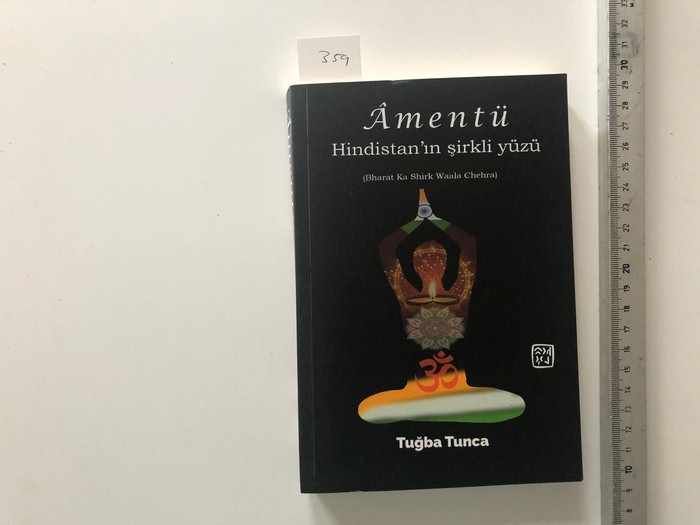 359
Âmentü
Hindistan'ın şirkli yüzü
(Bharat Ka Shirk Waala Chehra)
ॐ
Tuğba Tunca